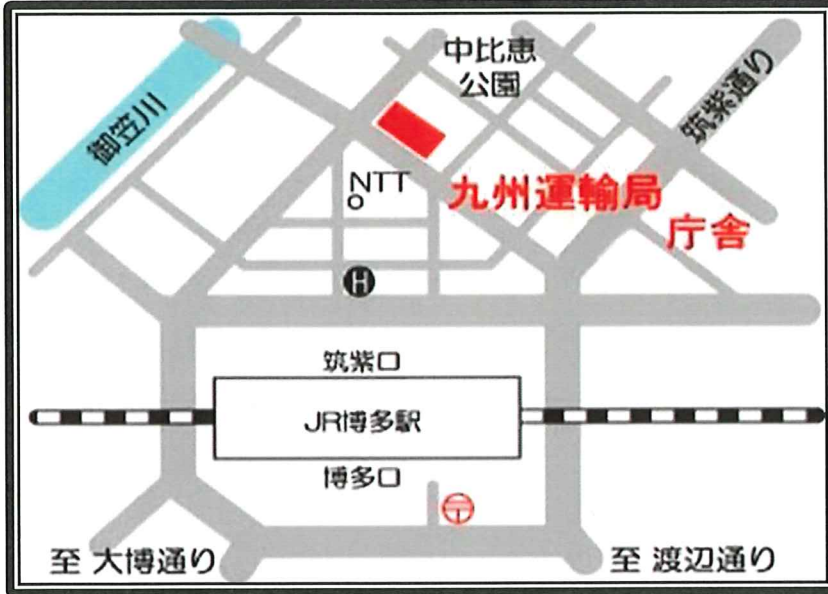 中比恵
公園
筑紫通り
御笠川
NTT
九州運輸局
庁舎
H
筑紫口
JR博多駅
博多口
〒
至 大博通り
至 渡辺通り